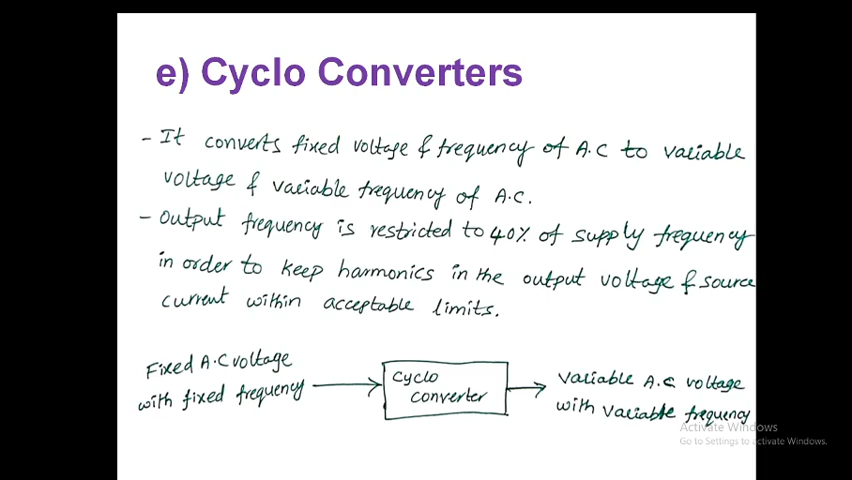 e) Cyclo Converters
- It converts fixed voltage & frequency of A.C to variable
voltage & variable frequency of A.C.
- Output frequency is restricted to 40% of supply frequency
in order to keep harmonics in the output voltage & source
current within acceptable limits.
Fixed A.C voltage
with fixed frequency
Cyclo
converter
Variable A.C voltage
with variable frequency
Activate Windows
Go to Settings to activate Windows.